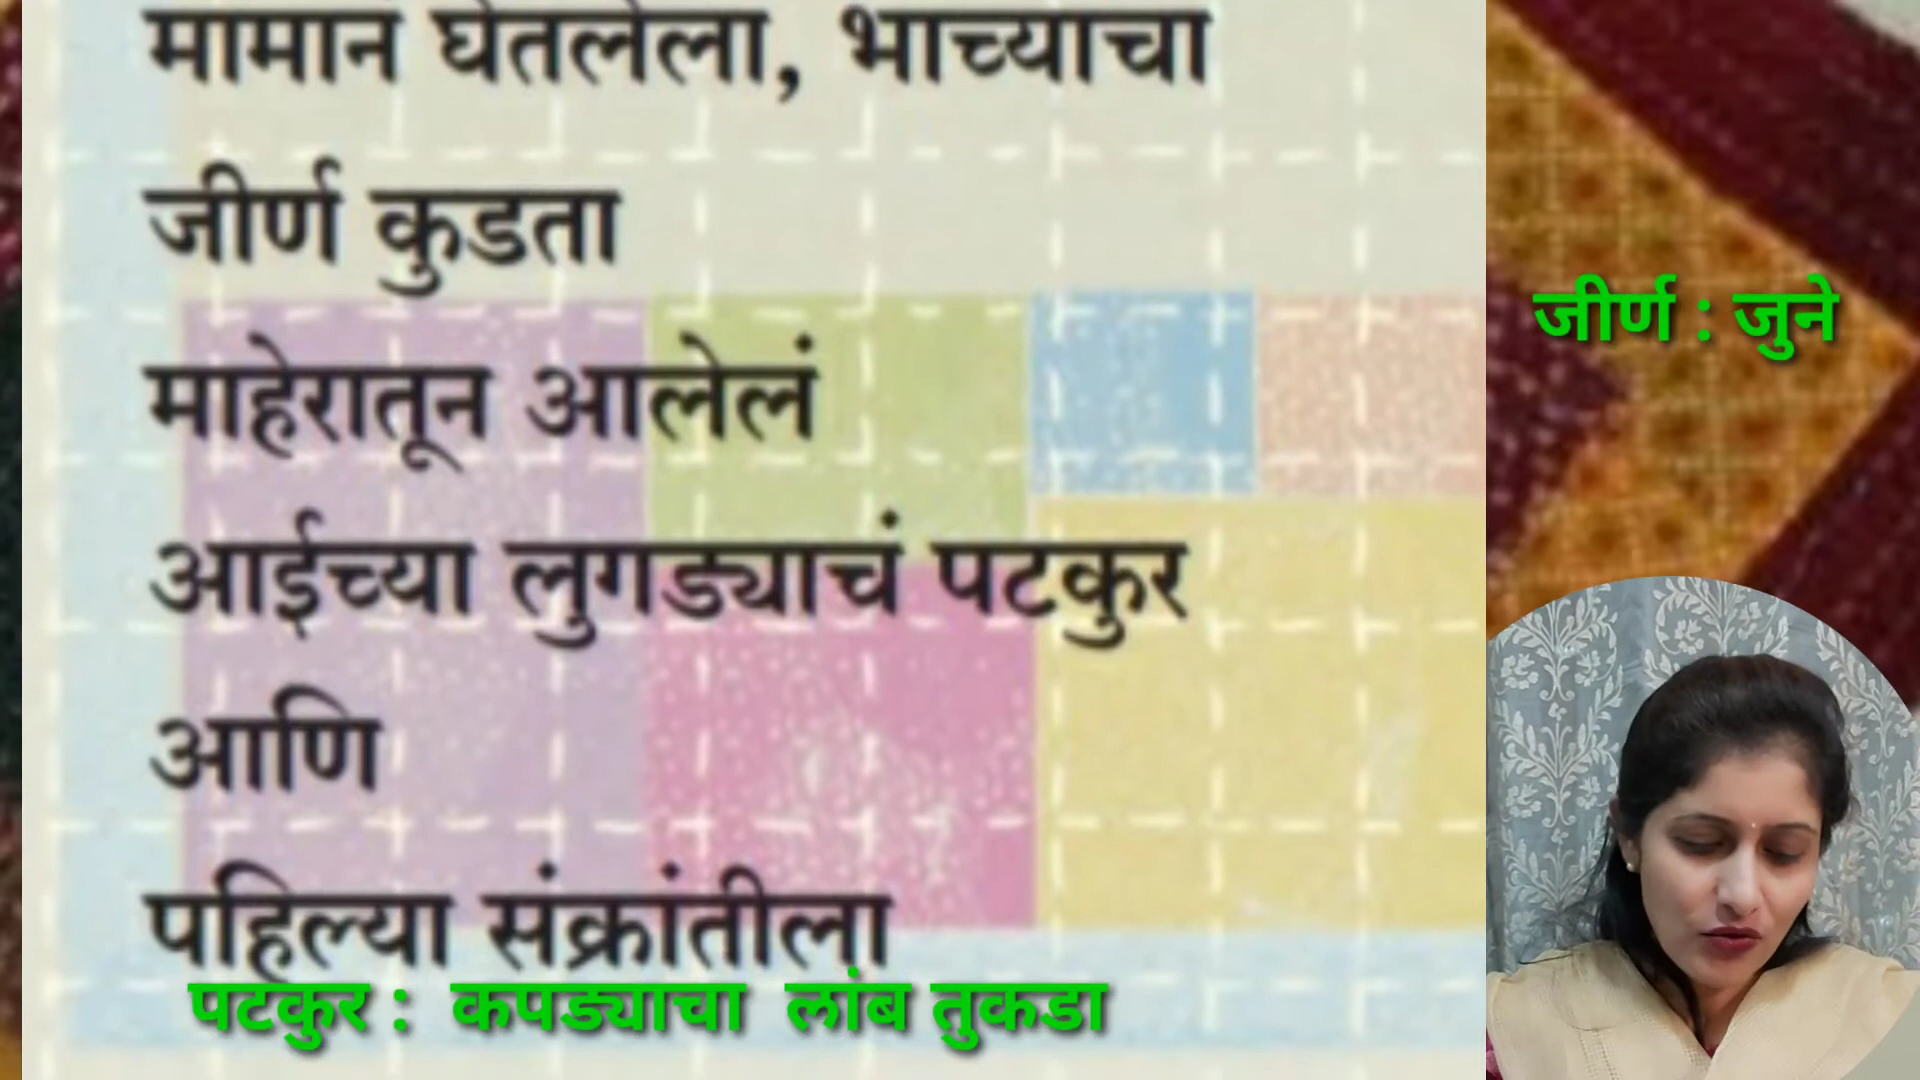 मामानं घेतलेला, भाच्याचा
जीर्ण कुडता
माहेरातून आलेलं
आईच्या लुगड्याचं पटकुर
आणि
पहिल्या संक्रांतीला
पटकुर : कपड्याचा लांब तुकडा
जीर्ण : जुने